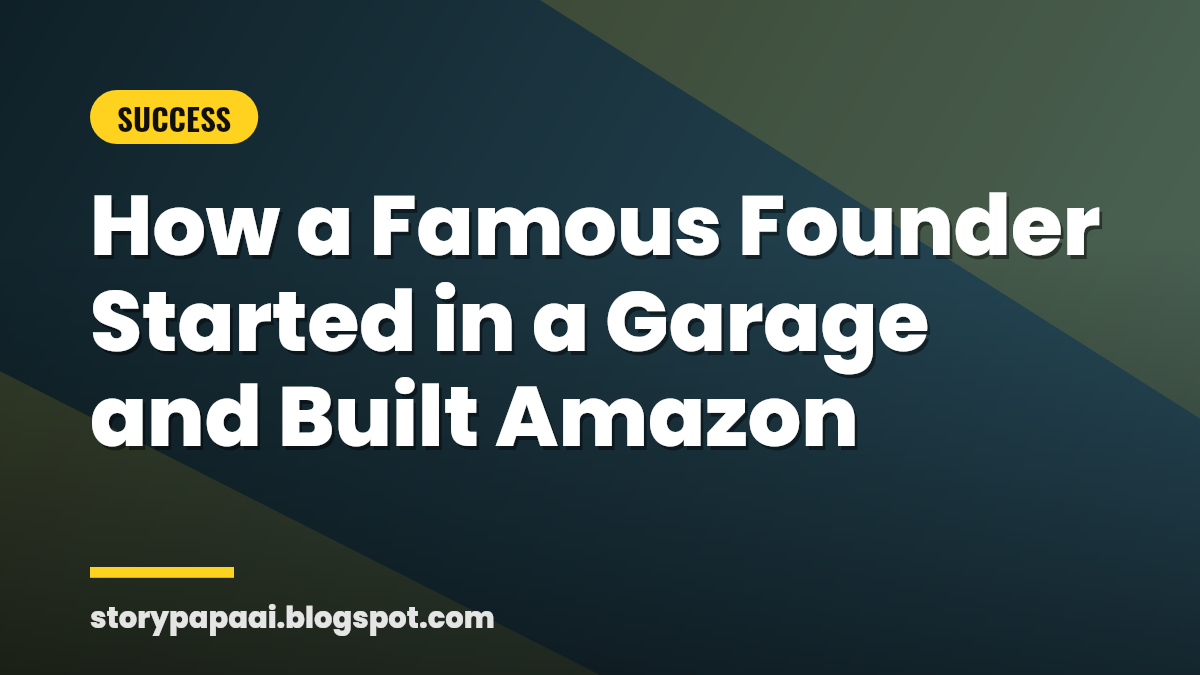 SUCCESS
How a Famous Founder
Started in a Garage
and Built Amazon
storypapaai.blogspot.com